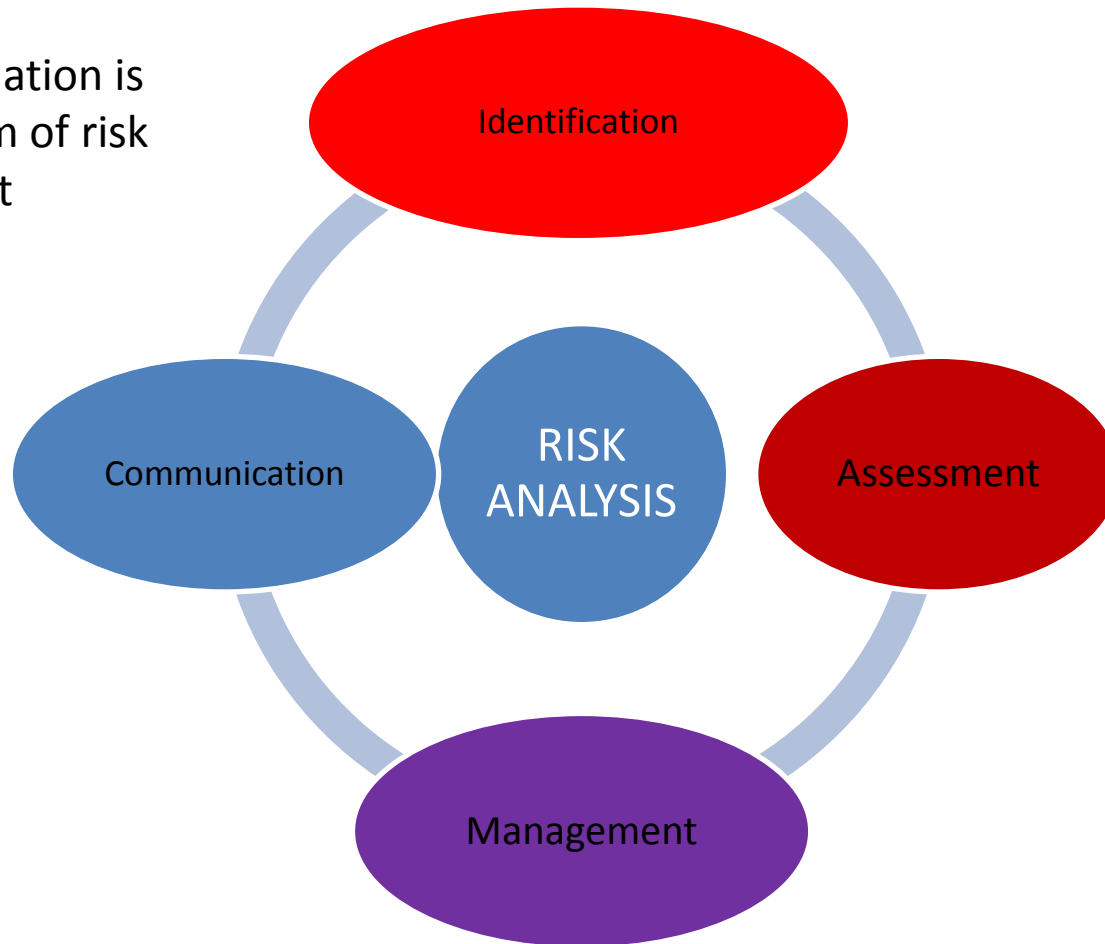 ation is
n of risk
t
Identification
Communication
RISK
ANALYSIS
Assessment
Management